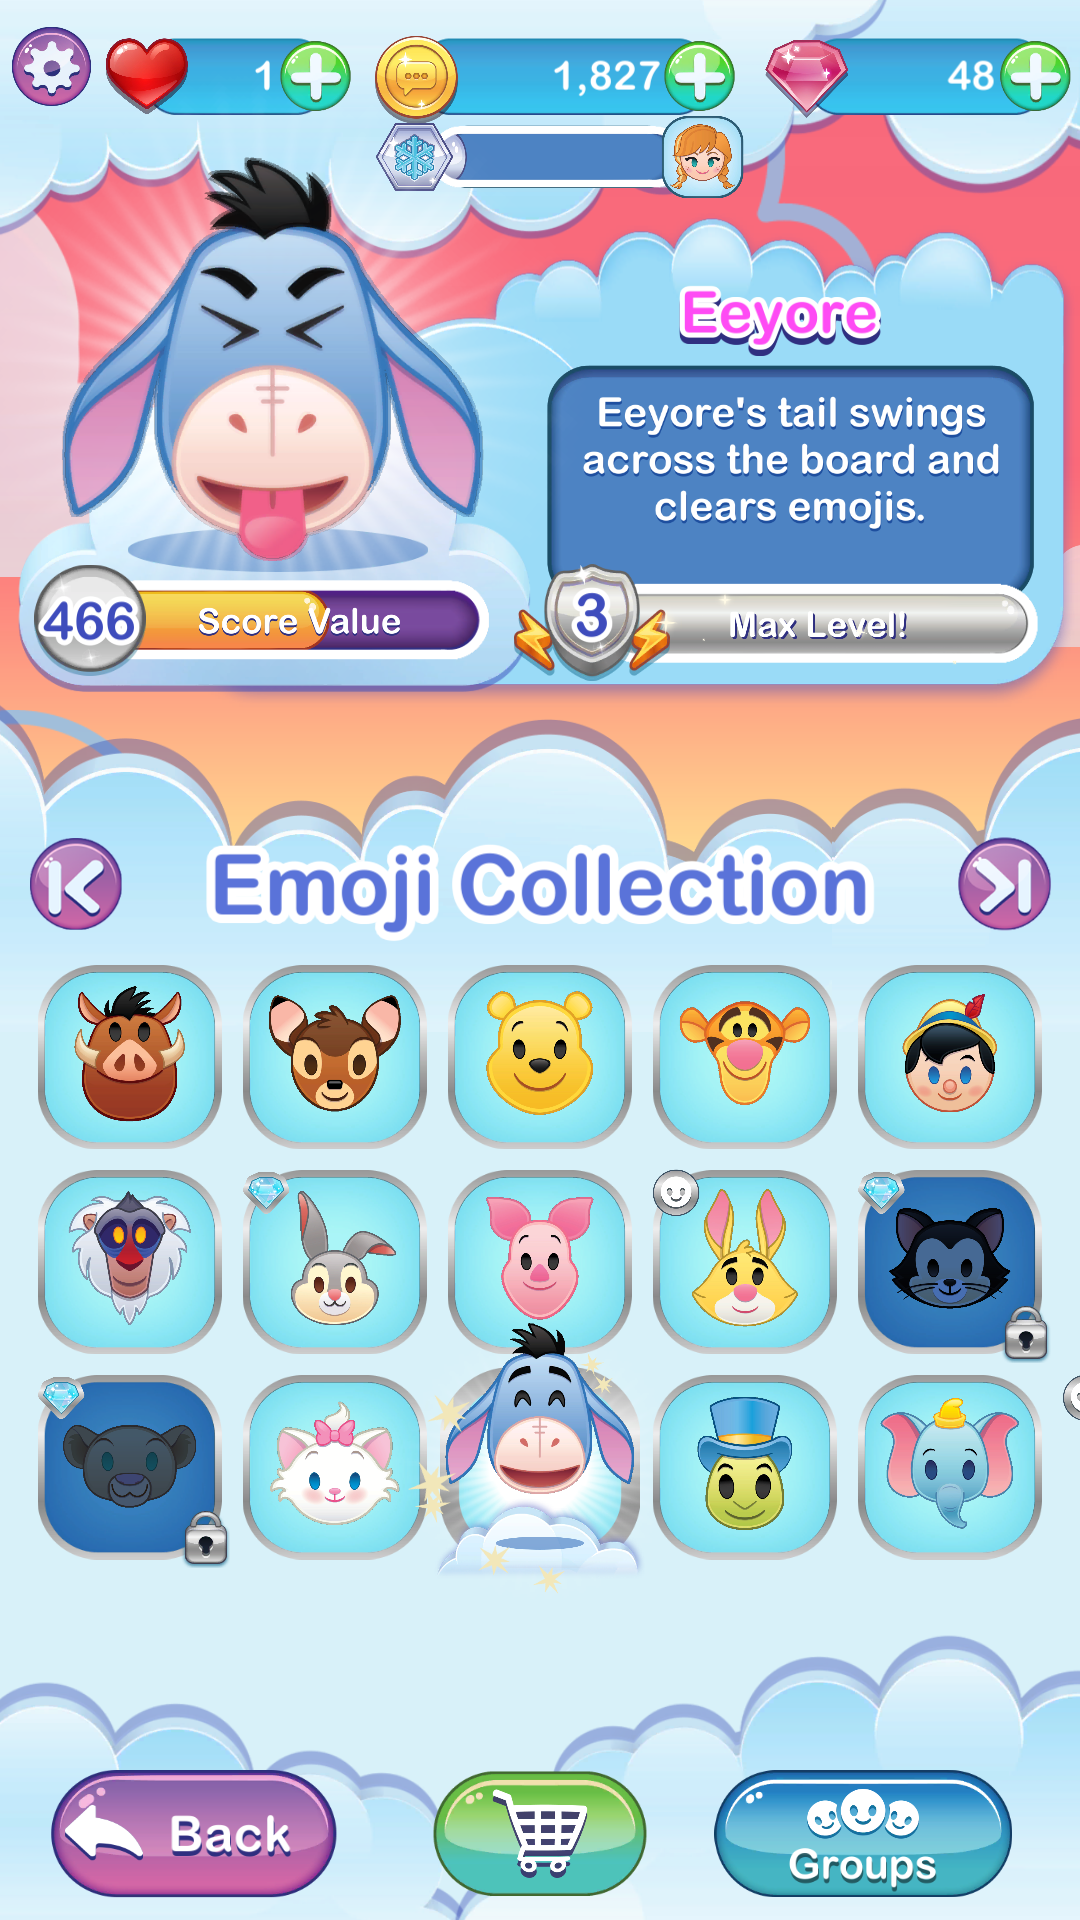 1
1,827
48
Eeyore
Eeyore's tail swings
across the board and
clears emojis.
466
Score Value
3
Max Level!
Emoji Collection
Back
Groups